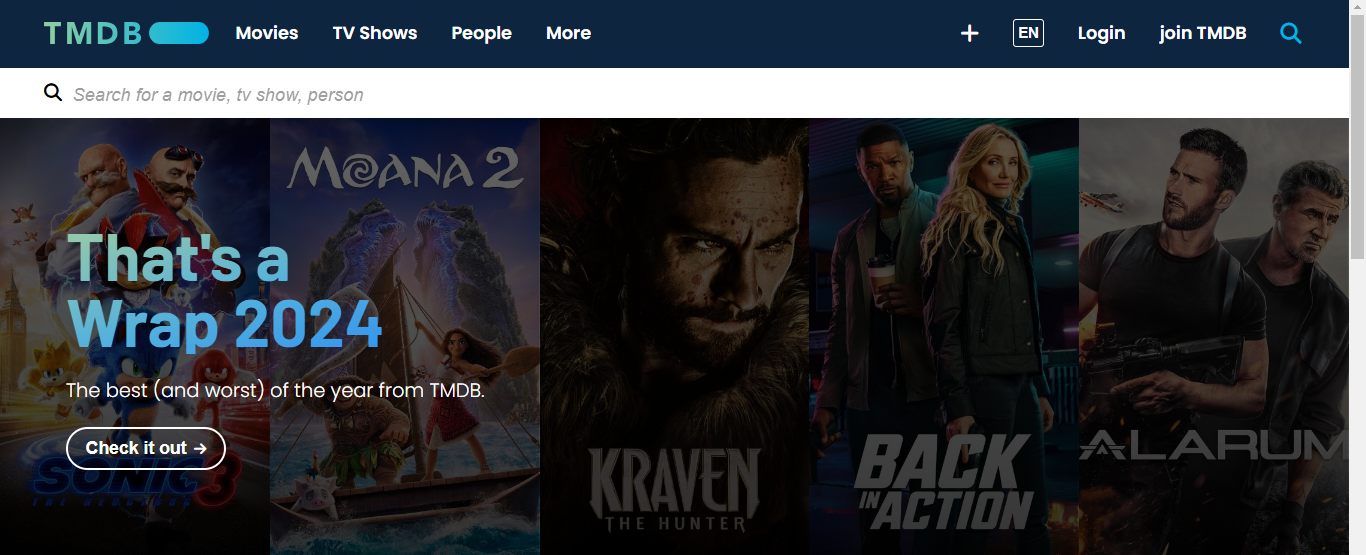 TMDB Movies TV Shows People More + EN Login join TMDB
Search for a movie, tv show, person
MOANA 2
That's a
Wrap 2024
The best (and worst) of the year from TMDB.
Check it out →
SONIC 3
THE HEDGEHOG
KRAVEN
THE HUNTER
BACK
IN ACTION
ALARUM